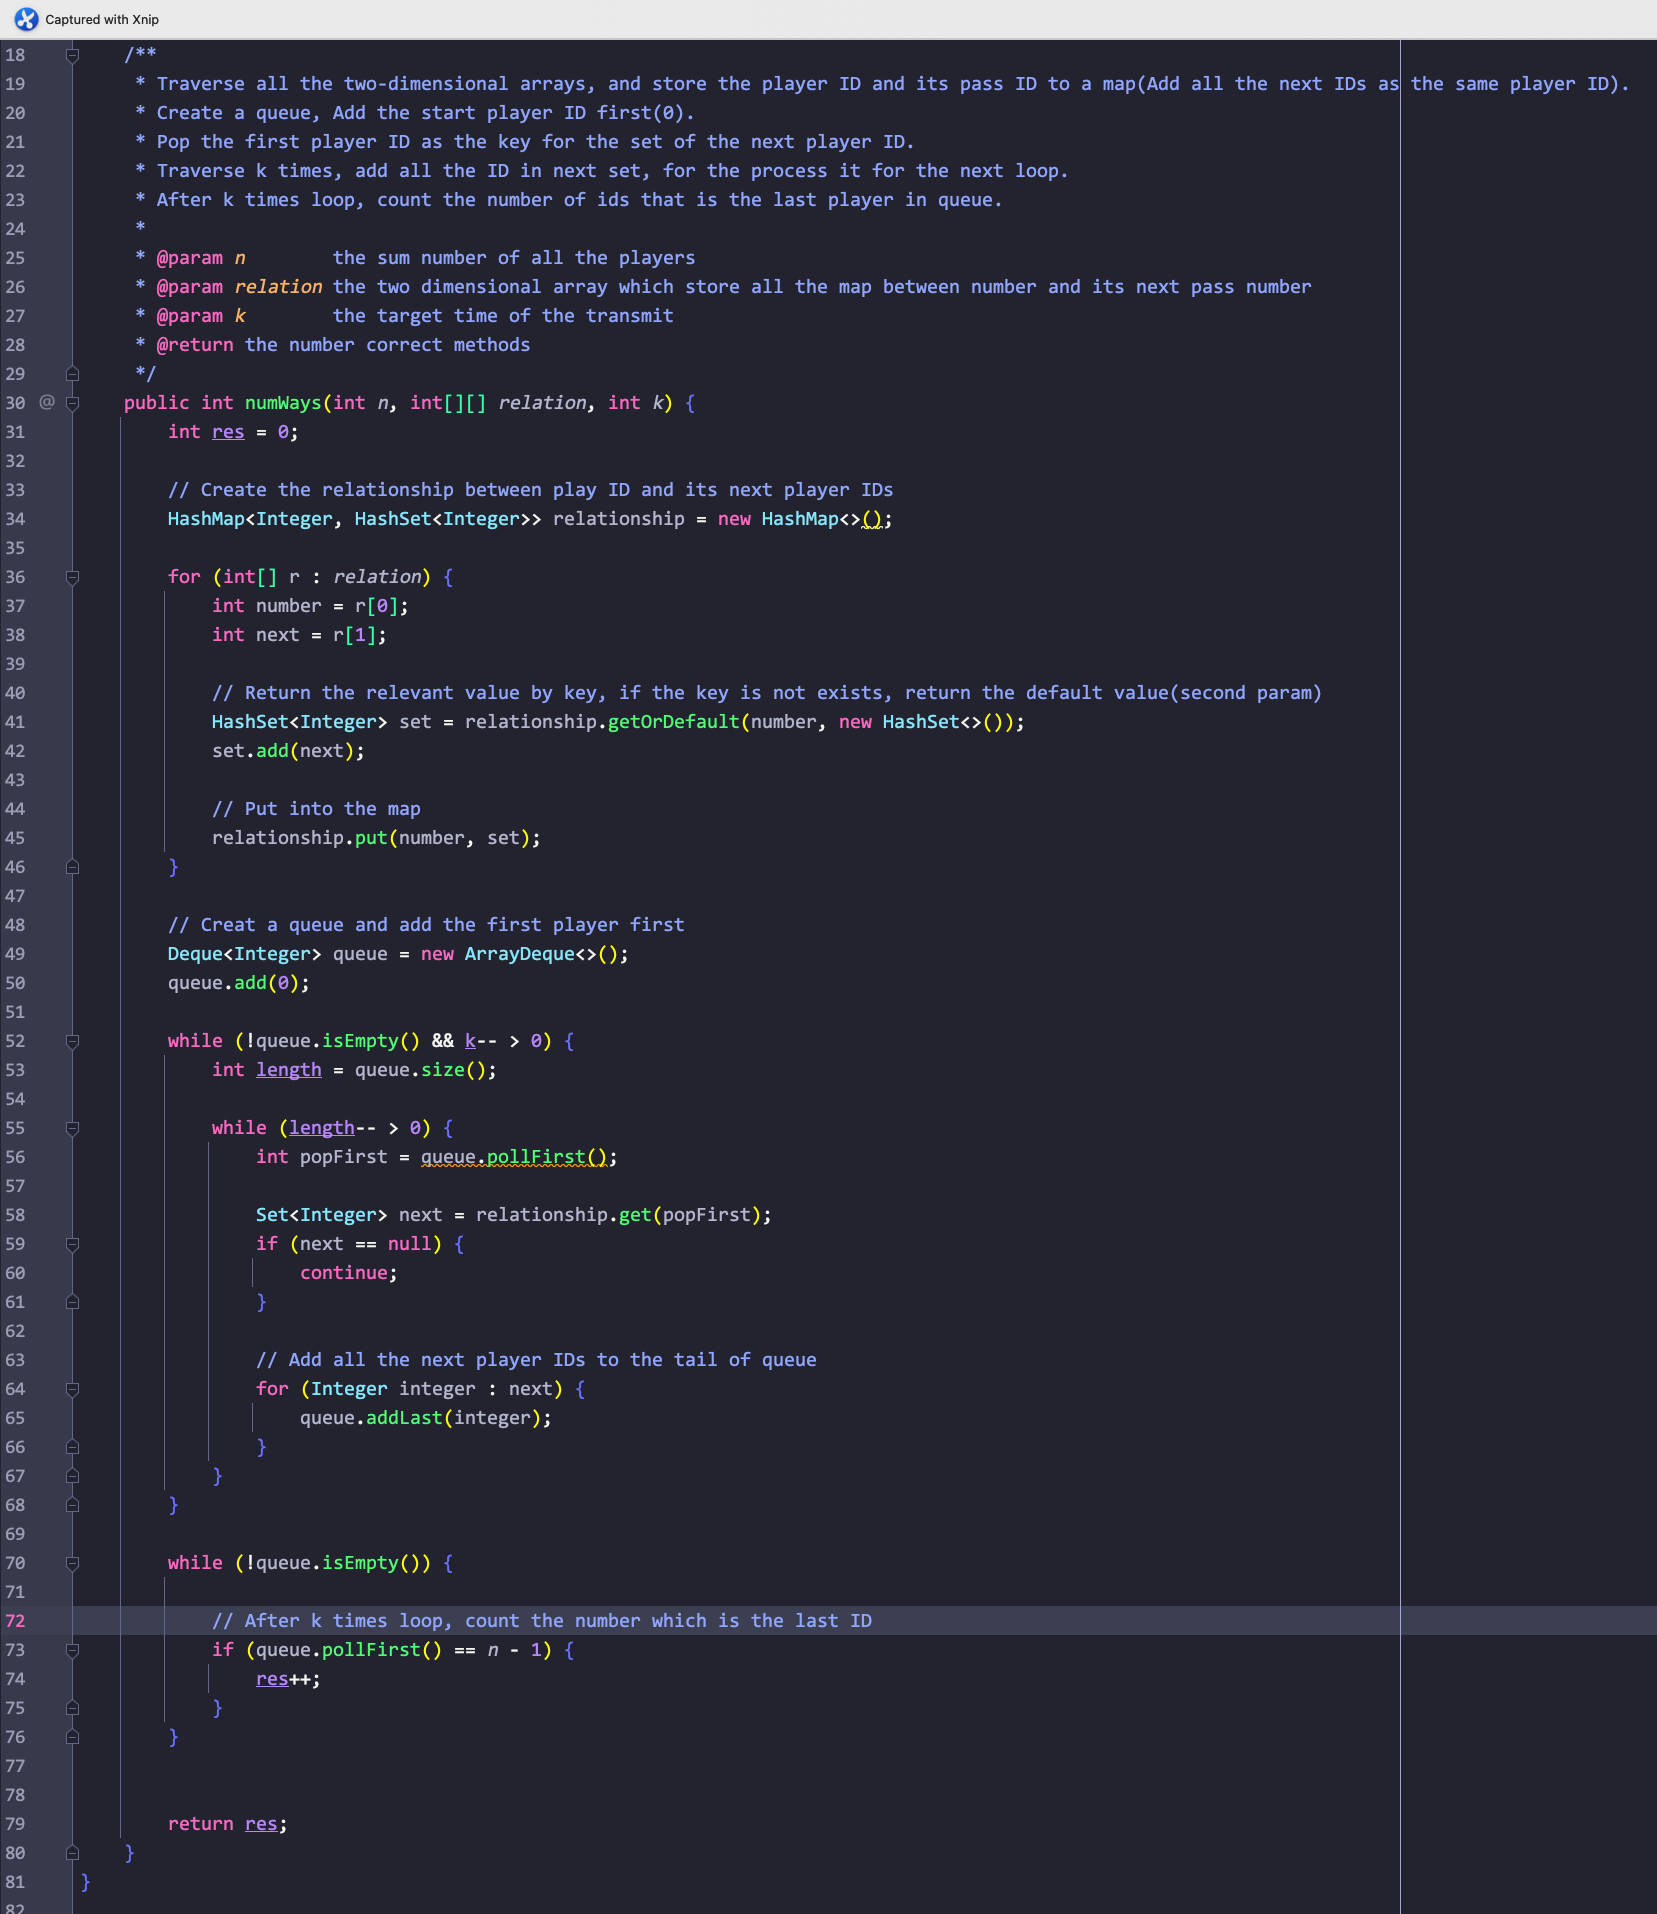 Captured with Xnip
18 /**
19 * Traverse all the two-dimensional arrays, and store the player ID and its pass ID to a map(Add all the next IDs as the same player ID).
20 * Create a queue, Add the start player ID first(0).
21 * Pop the first player ID as the key for the set of the next player ID.
22 * Traverse k times, add all the ID in next set, for the process it for the next loop.
23 * After k times loop, count the number of ids that is the last player in queue.
24 *
25 * @param n the sum number of all the players
26 * @param relation the two dimensional array which store all the map between number and its next pass number
27 * @param k the target time of the transmit
28 * @return the number correct methods
29 */
30 @ public int numWays(int n, int[][] relation, int k) {
31 int res = 0;
32
33 // Create the relationship between play ID and its next player IDs
34 HashMap<Integer, HashSet<Integer>> relationship = new HashMap<>();
35
36 for (int[] r : relation) {
37 int number = r[0];
38 int next = r[1];
39
40 // Return the relevant value by key, if the key is not exists, return the default value(second param)
41 HashSet<Integer> set = relationship.getOrDefault(number, new HashSet<>());
42 set.add(next);
43
44 // Put into the map
45 relationship.put(number, set);
46 }
47
48 // Creat a queue and add the first player first
49 Deque<Integer> queue = new ArrayDeque<>();
50 queue.add(0);
51
52 while (!queue.isEmpty() && k-- > 0) {
53 int length = queue.size();
54
55 while (length-- > 0) {
56 int popFirst = queue.pollFirst();
57
58 Set<Integer> next = relationship.get(popFirst);
59 if (next == null) {
60 continue;
61 }
62
63 // Add all the next player IDs to the tail of queue
64 for (Integer integer : next) {
65 queue.addLast(integer);
66 }
67 }
68 }
69
70 while (!queue.isEmpty()) {
71
72 // After k times loop, count the number which is the last ID
73 if (queue.pollFirst() == n - 1) {
74 res++;
75 }
76 }
77
78
79 return res;
80 }
81 }
82